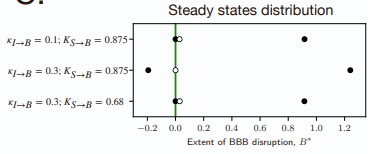 Steady states distribution
κI→B = 0.1; KS→B = 0.875
κI→B = 0.3; KS→B = 0.875
κI→B = 0.3; KS→B = 0.68
−0.2 0.0 0.2 0.4 0.6 0.8 1.0 1.2
Extent of BBB disruption, B*